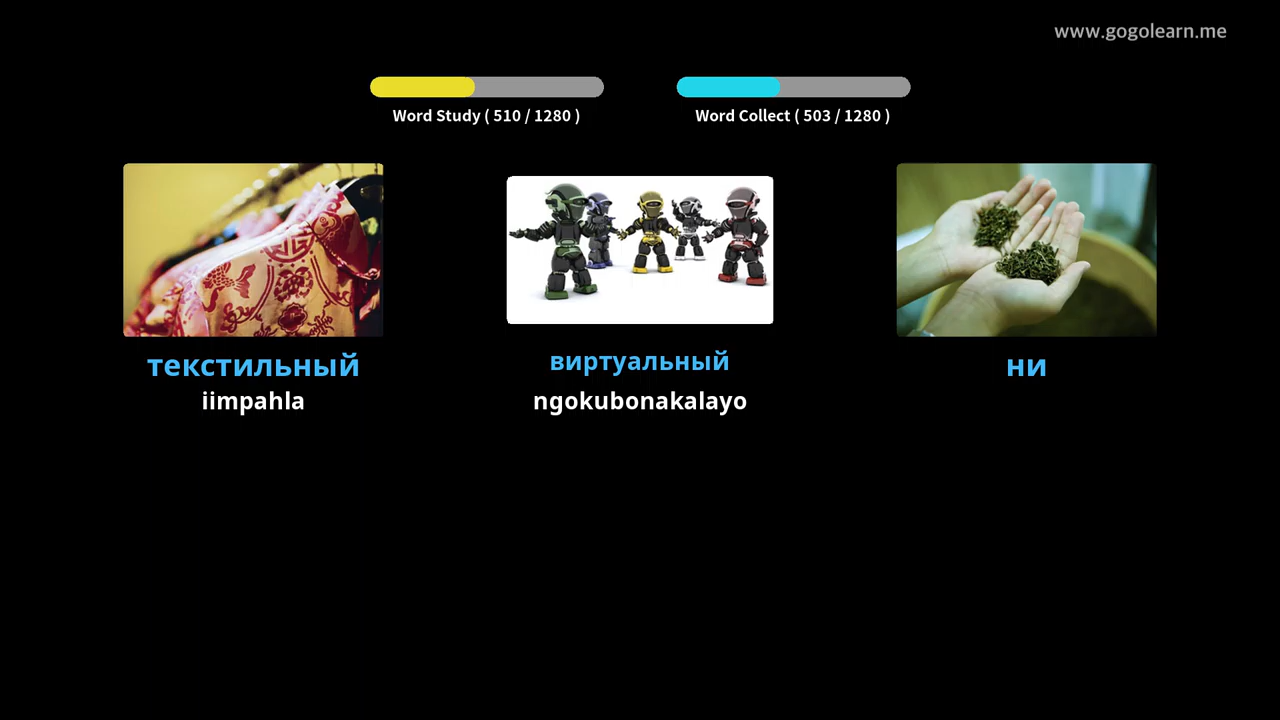 www.gogolearn.me
Word Study ( 510 / 1280 )
Word Collect ( 503 / 1280 )
текстильный
iimpahla
виртуальный
ngokubonakalayo
ни